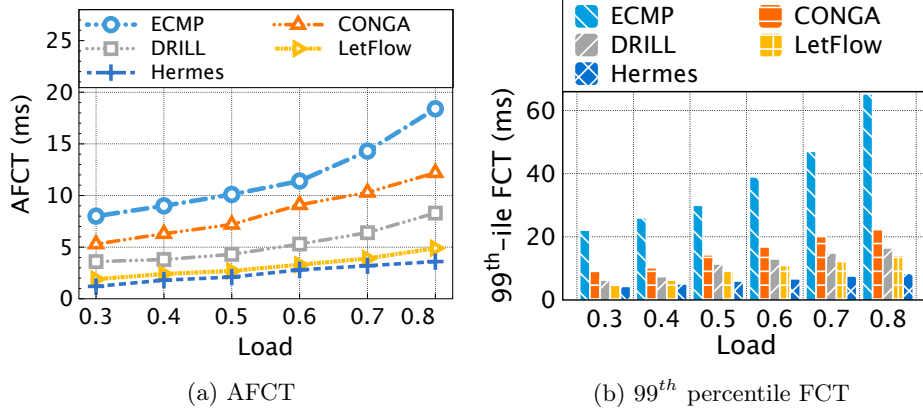 ECMP CONGA
DRILL LetFlow
Hermes
AFCT (ms)
25
20
15
10
5
0
0.3 0.4 0.5 0.6 0.7 0.8
Load
(a) AFCT
ECMP CONGA
DRILL LetFlow
Hermes
99th-ile FCT (ms)
60
40
20
0
0.3 0.4 0.5 0.6 0.7 0.8
Load
(b) 99th percentile FCT